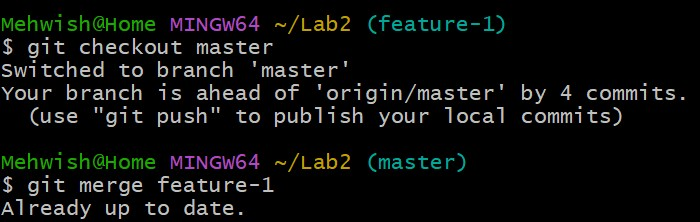 Mehwish@Home MINGW64 ~/Lab2 (feature-1)
$ git checkout master
Switched to branch 'master'
Your branch is ahead of 'origin/master' by 4 commits.
  (use "git push" to publish your local commits)

Mehwish@Home MINGW64 ~/Lab2 (master)
$ git merge feature-1
Already up to date.